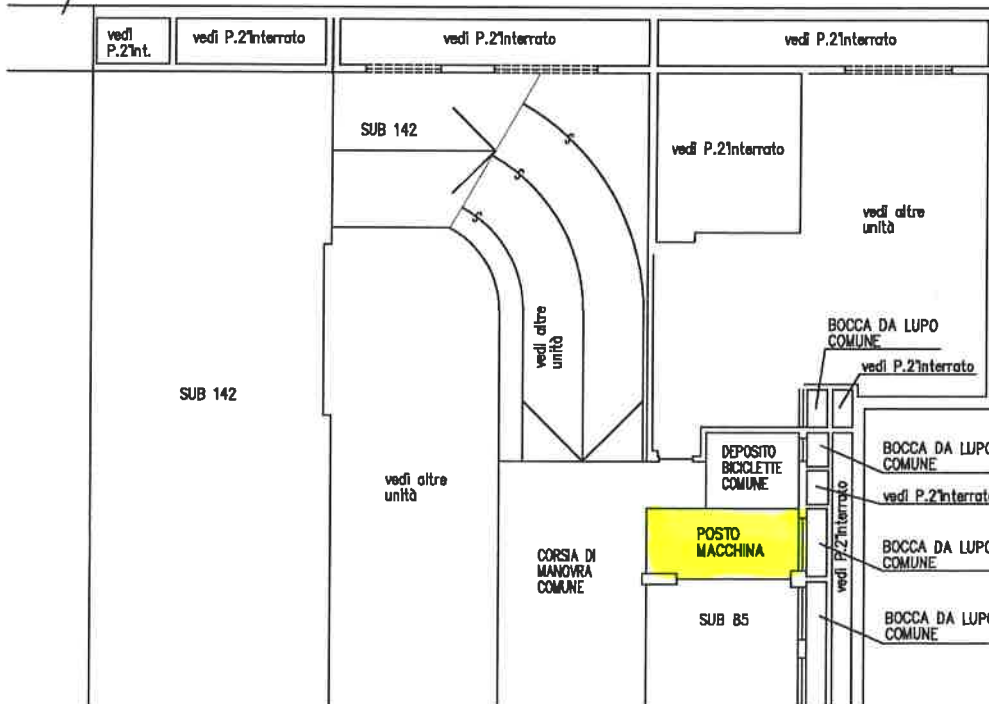 vedi
P.2°Int.
vedi P.2°Interrato
vedi P.2°Interrato
vedi P.2°Interrato
SUB 142
vedi P.2°Interrato
vedi altre
unità
vedi altre
unità
BOCCA DA LUPO
COMUNE
vedi P.2°Interrato
SUB 142
vedi altre
unità
DEPOSITO
BICICLETTE
COMUNE
BOCCA DA LUPO
COMUNE
vedi P.2°Interrato
vedi P.2°Interrato
POSTO
MACCHINA
CORSIA DI
MANOVRA
COMUNE
BOCCA DA LUPO
COMUNE
SUB 85
BOCCA DA LUPO
COMUNE